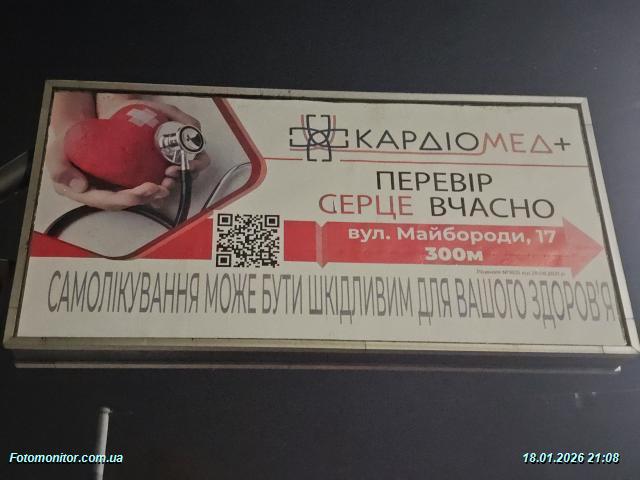 КАРДІОМЕД+
ПЕРЕВІР
СЕРЦЕ ВЧАСНО
вул. Майбороди, 17
300м
САМОЛІКУВАННЯ МОЖЕ БУТИ ШКІДЛИВИМ ДЛЯ ВАШОГО ЗДОРОВ'Я
Fotomonitor.com.ua
18.01.2026 21:08